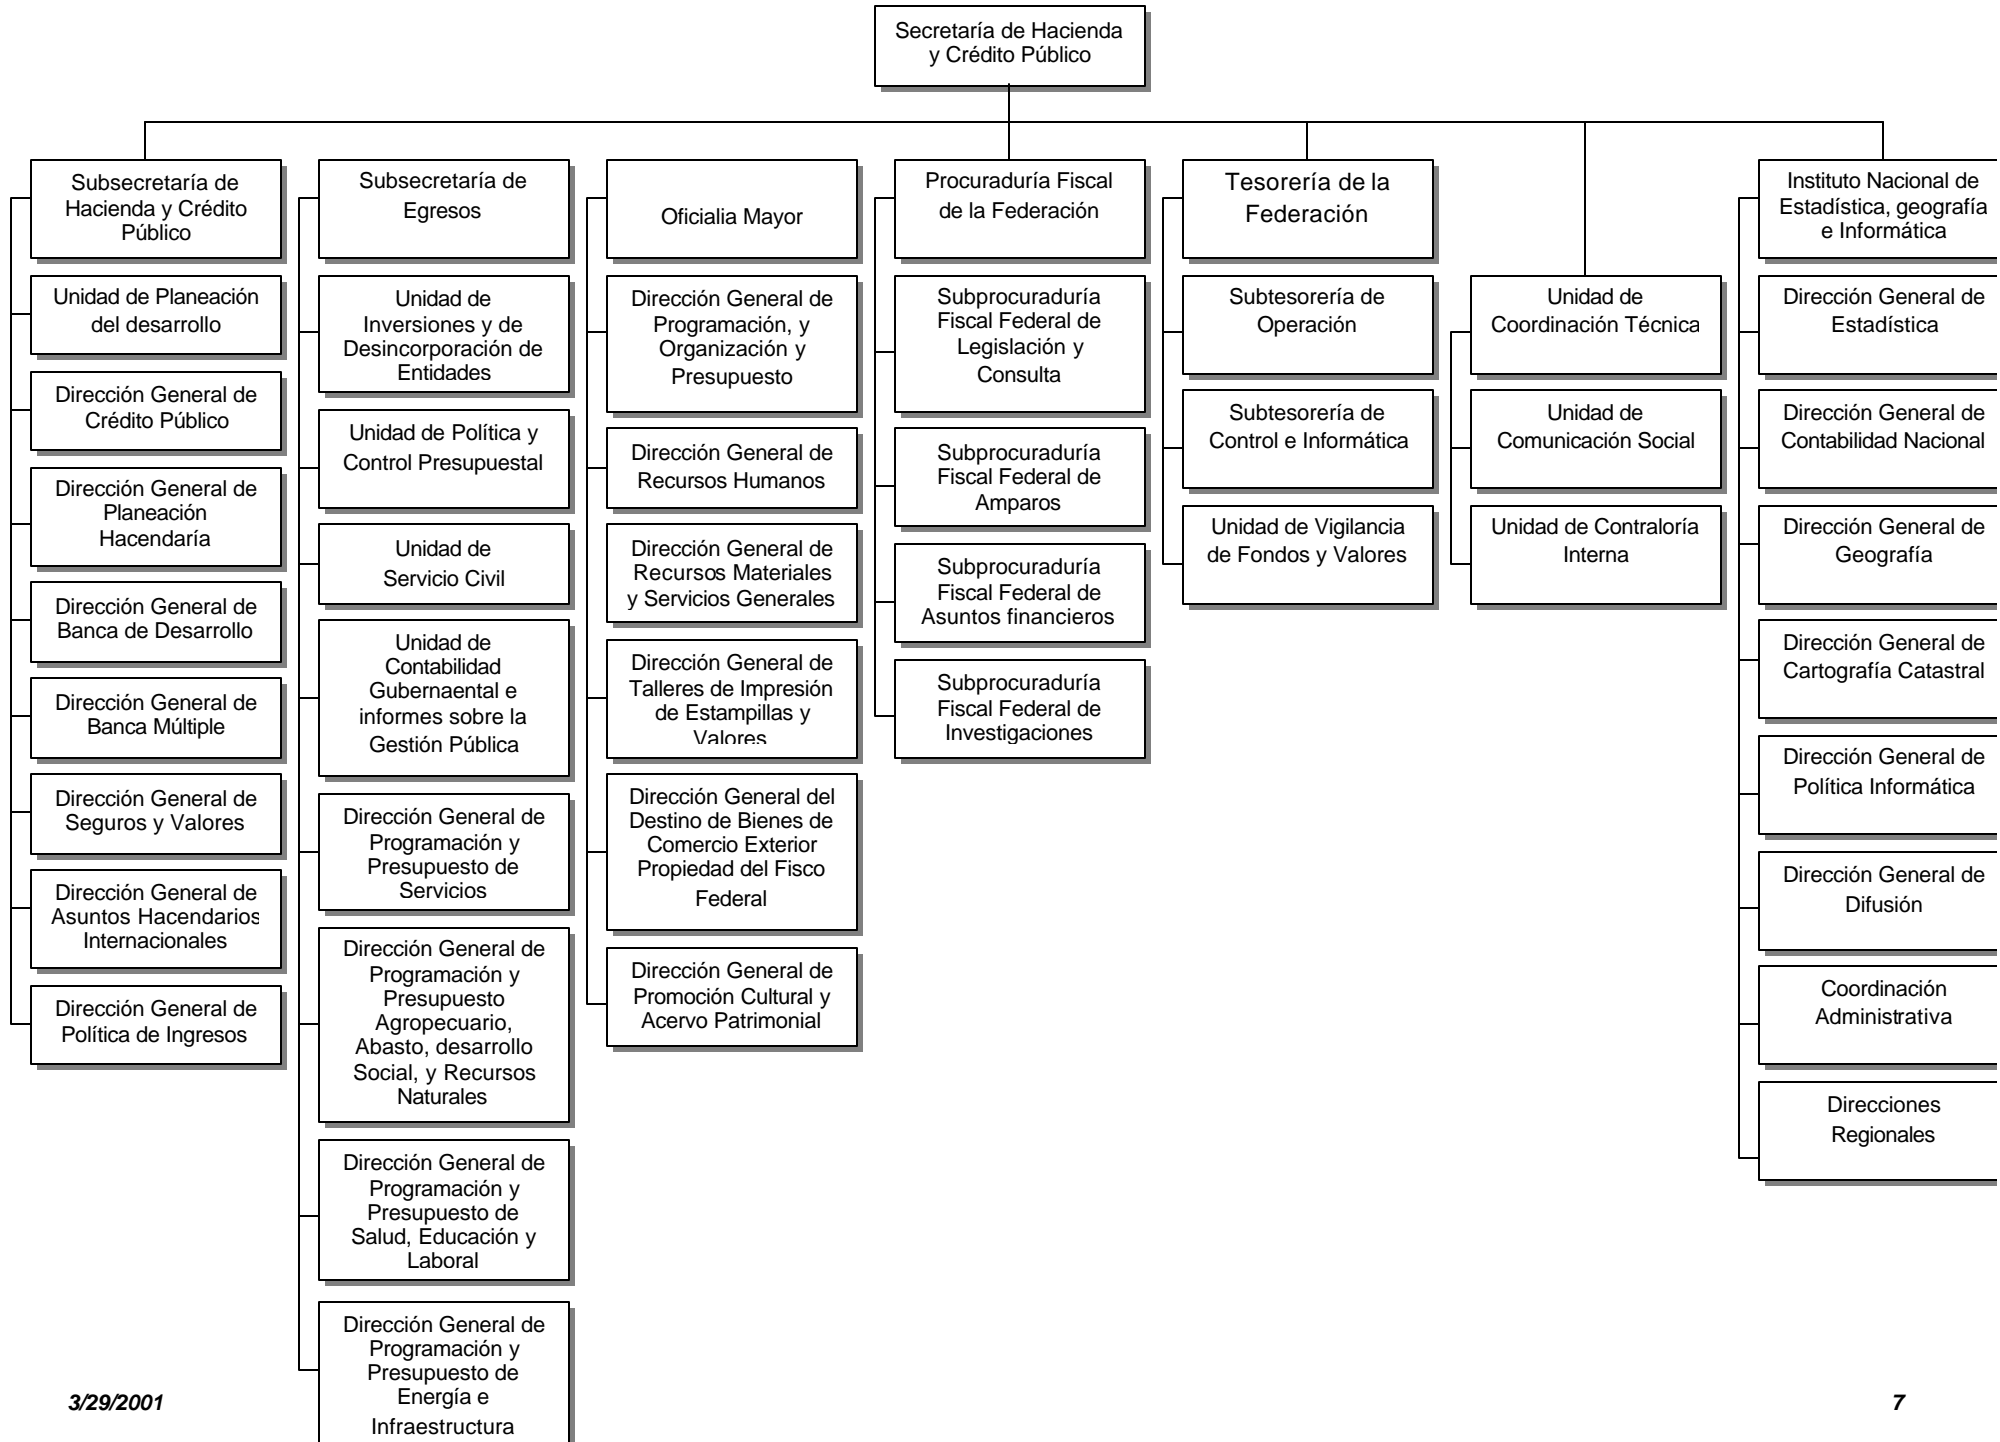 Secretaría de Hacienda
y Crédito Público
Subsecretaría de
Hacienda y Crédito
Público
Unidad de Planeación
del desarrollo
Dirección General de
Crédito Público
Dirección General de
Planeación
Hacendaría
Dirección General de
Banca de Desarrollo
Dirección General de
Banca Múltiple
Dirección General de
Seguros y Valores
Dirección General de
Asuntos Hacendarios
Internacionales
Dirección General de
Política de Ingresos
Subsecretaría de
Egresos
Unidad de
Inversiones y de
Desincorporación de
Entidades
Unidad de Política y
Control Presupuestal
Unidad de
Servicio Civil
Unidad de
Contabilidad
Gubernaental e
informes sobre la
Gestión Pública
Dirección General de
Programación y
Presupuesto de
Servicios
Dirección General de
Programación y
Presupuesto
Agropecuario,
Abasto, desarrollo
Social, y Recursos
Naturales
Dirección General de
Programación y
Presupuesto de
Salud, Educación y
Laboral
Dirección General de
Programación y
Presupuesto de
Energía e
Infraestructura
Oficialia Mayor
Dirección General de
Programación, y
Organización y
Presupuesto
Dirección General de
Recursos Humanos
Dirección General de
Recursos Materiales
y Servicios Generales
Dirección General de
Talleres de Impresión
de Estampillas y
Valores
Dirección General del
Destino de Bienes de
Comercio Exterior
Propiedad del Fisco
Federal
Dirección General de
Promoción Cultural y
Acervo Patrimonial
Procuraduría Fiscal
de la Federación
Subprocuraduría
Fiscal Federal de
Legislación y
Consulta
Subprocuraduría
Fiscal Federal de
Amparos
Subprocuraduría
Fiscal Federal de
Asuntos financieros
Subprocuraduría
Fiscal Federal de
Investigaciones
Tesorería de la
Federación
Subtesorería de
Operación
Subtesorería de
Control e Informática
Unidad de Vigilancia
de Fondos y Valores
Unidad de
Coordinación Técnica
Unidad de
Comunicación Social
Unidad de Contraloría
Interna
Instituto Nacional de
Estadística, geografía
e Informática
Dirección General de
Estadística
Dirección General de
Contabilidad Nacional
Dirección General de
Geografía
Dirección General de
Cartografía Catastral
Dirección General de
Política Informática
Dirección General de
Difusión
Coordinación
Administrativa
Direcciones
Regionales
3/29/2001
7